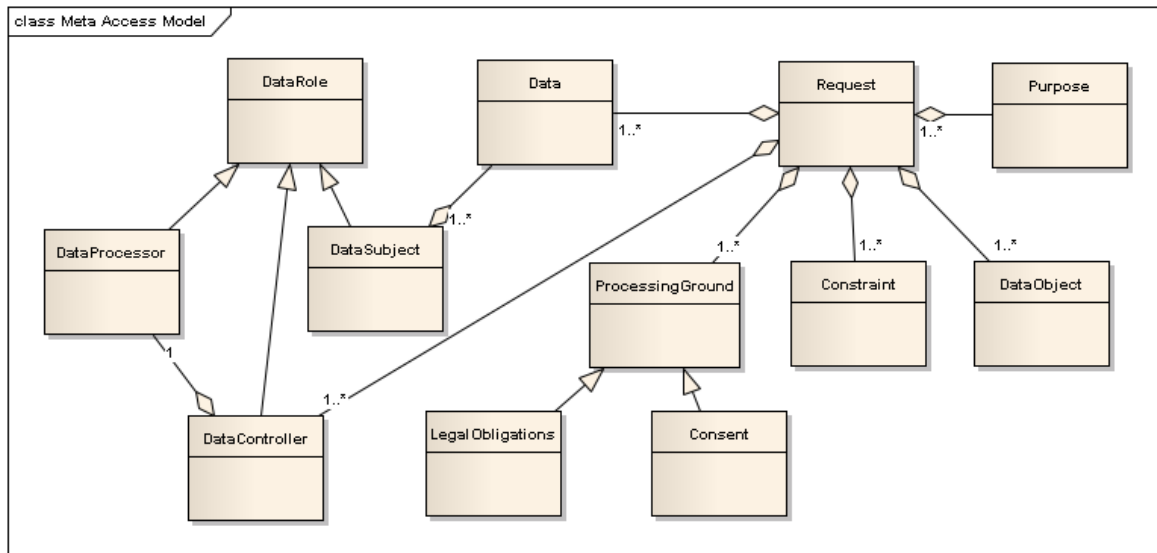 class Meta Access Model
DataRole
Data
Request
Purpose
1..*
1..*
1..*
DataProcessor
DataSubject
1..*
1..*
1..*
ProcessingGround
Constraint
DataObject
1
1..*
DataController
LegalObligations
Consent